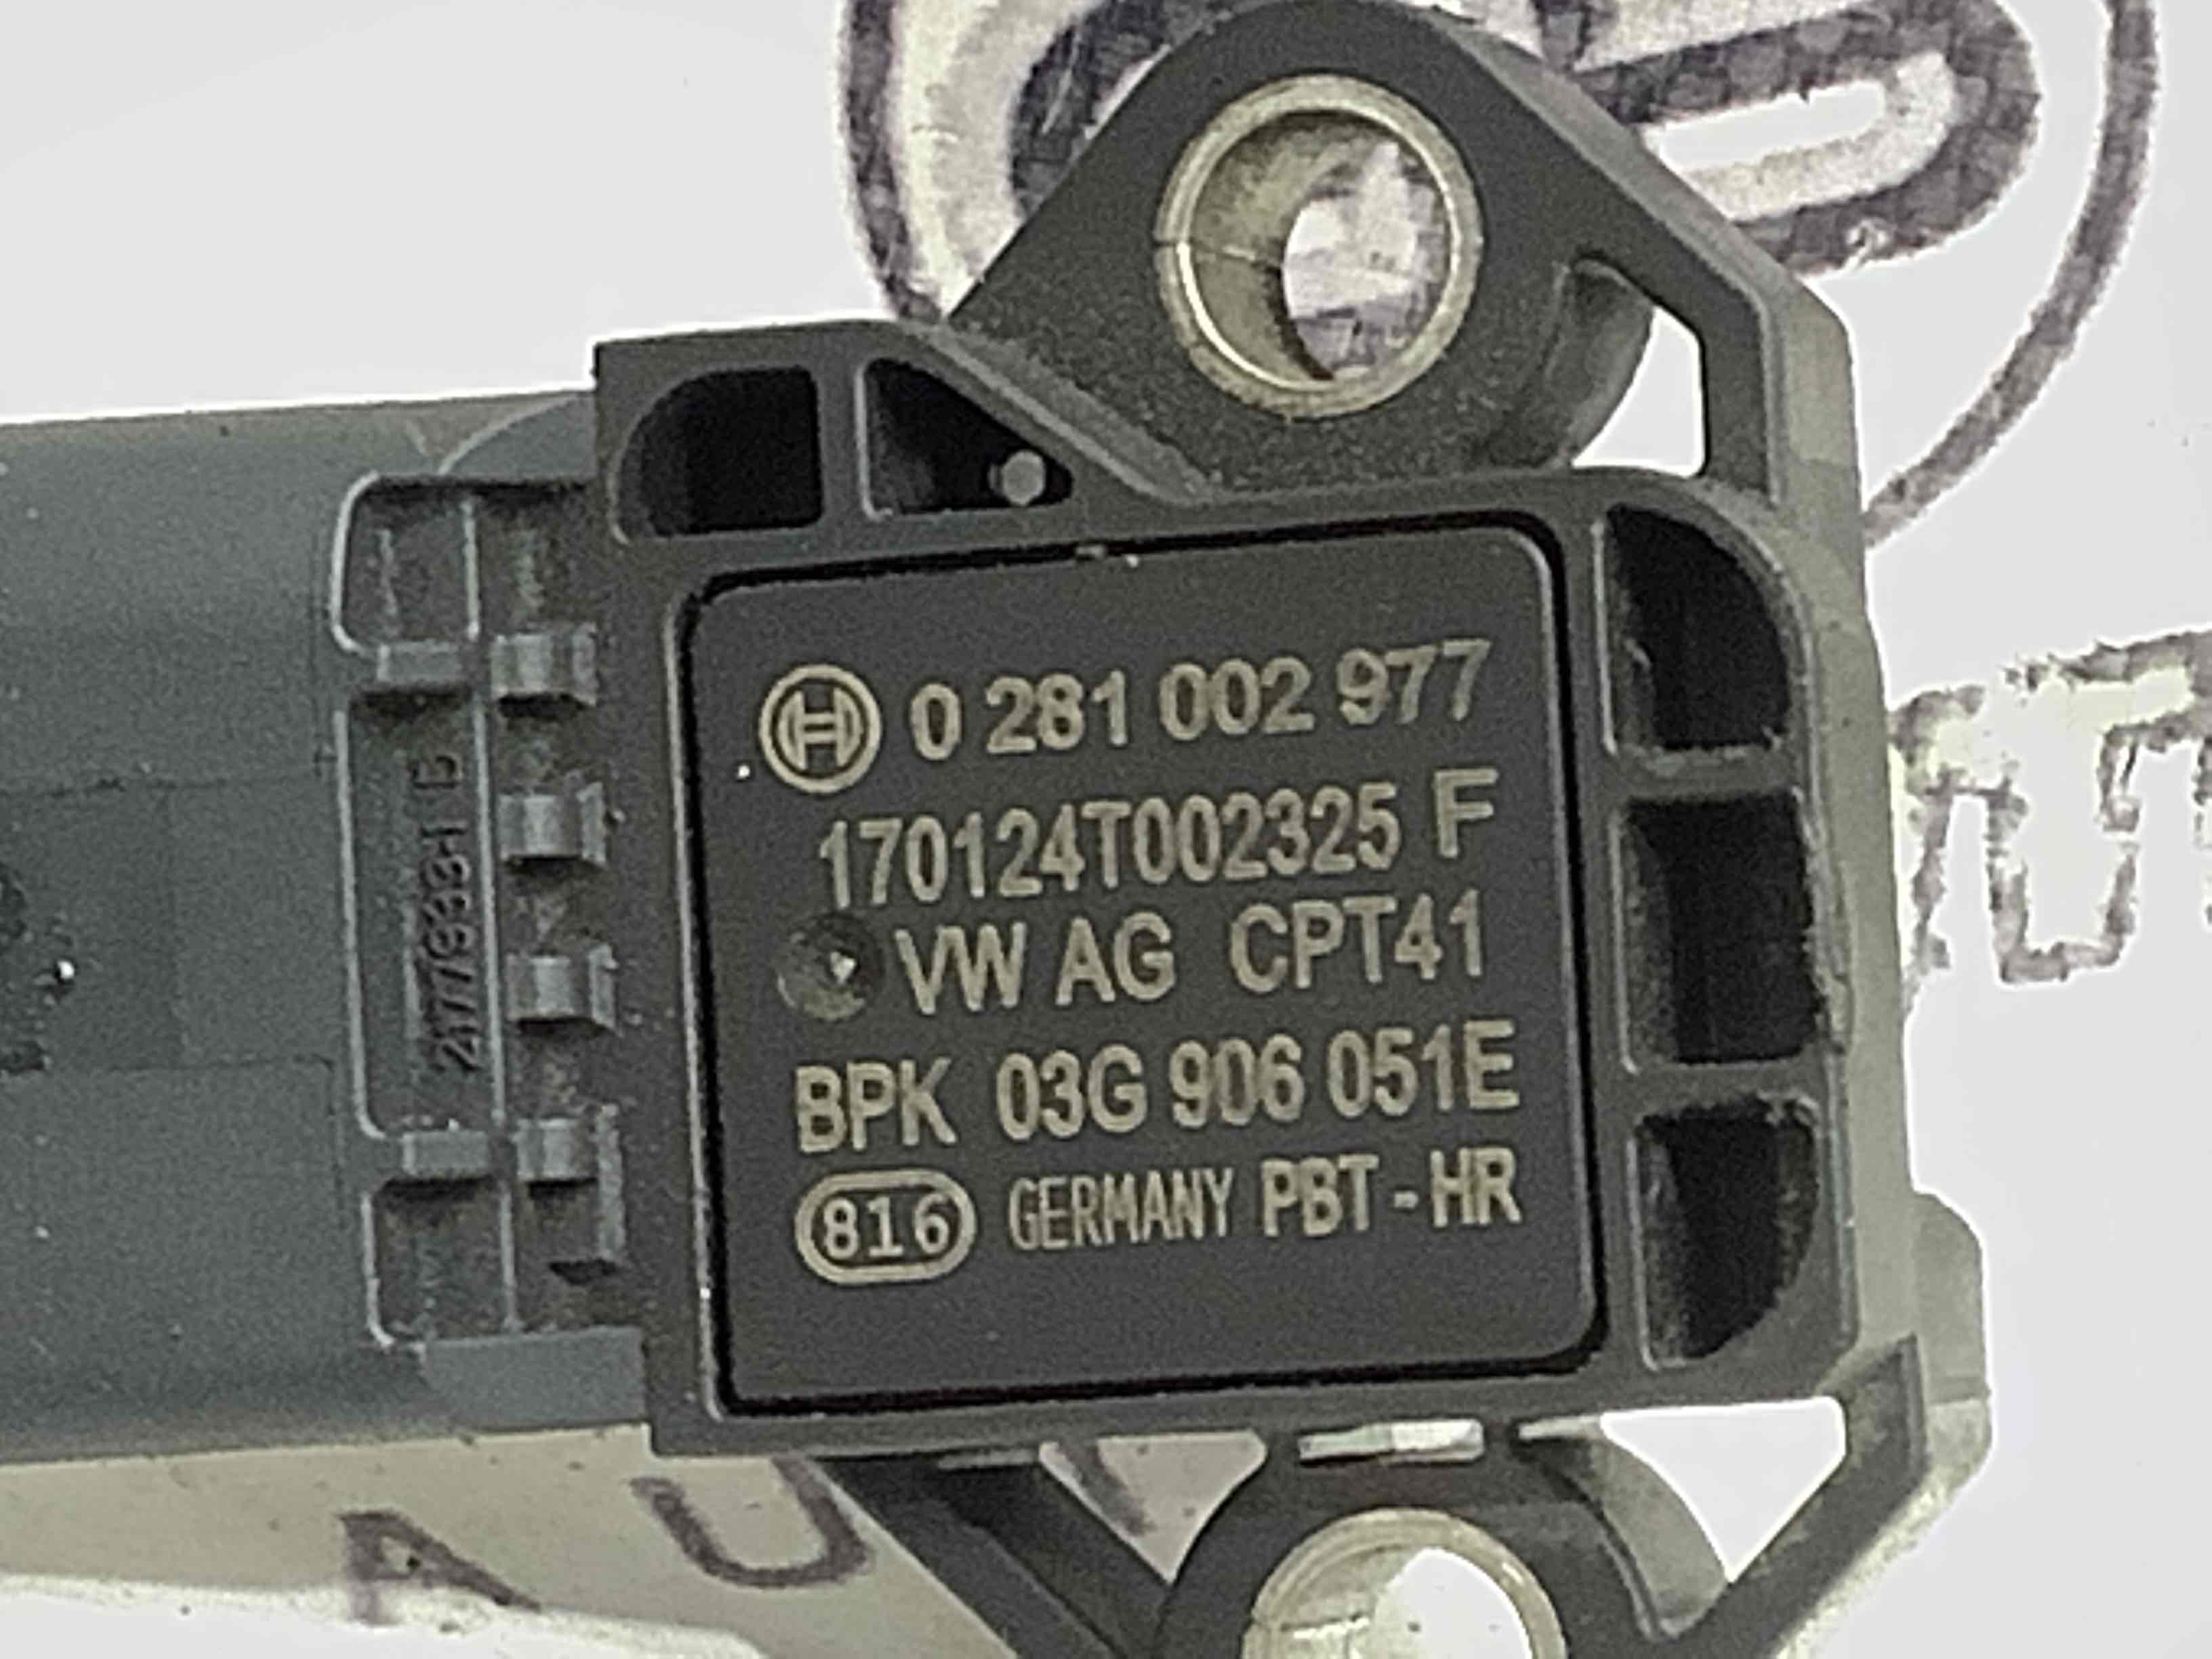 0 281 002 977
170124T002325 F
VW AG CPT41
BPK 03G 906 051E
816 GERMANY PBT-HR